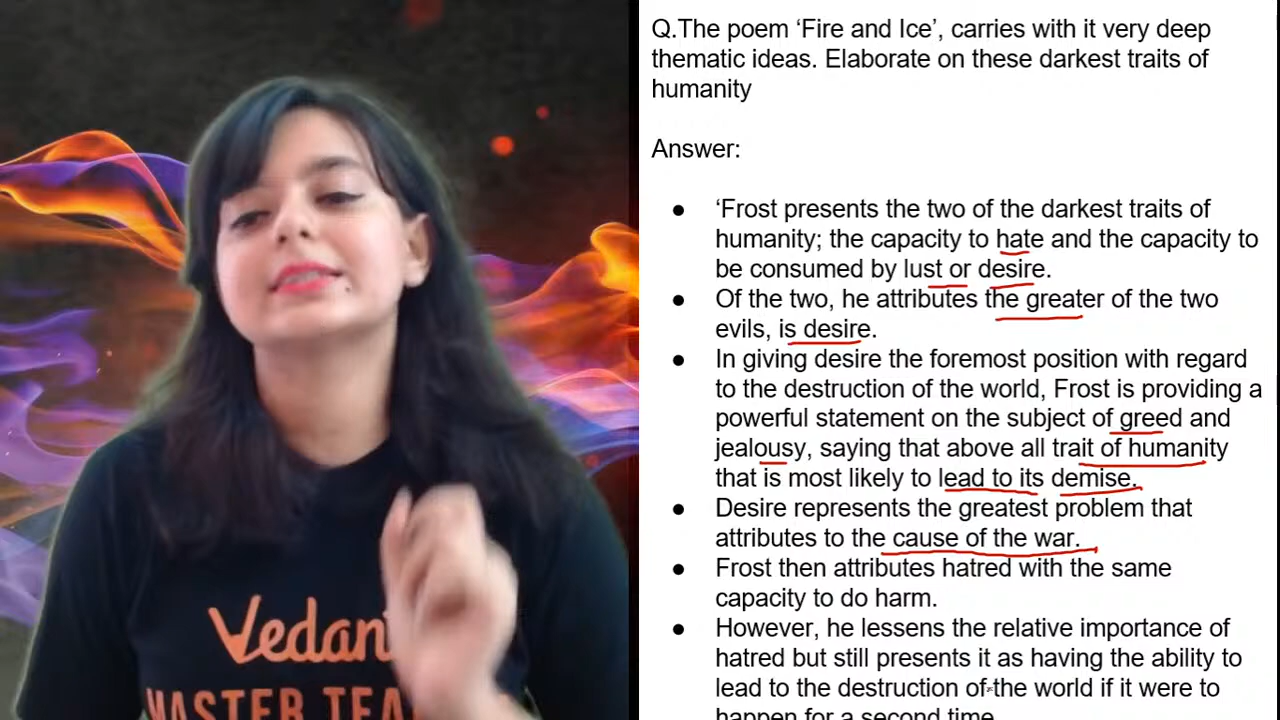 Q.The poem ‘Fire and Ice’, carries with it very deep
thematic ideas. Elaborate on these darkest traits of
humanity
Answer:
● ‘Frost presents the two of the darkest traits of
humanity; the capacity to hate and the capacity to
be consumed by lust or desire.
● Of the two, he attributes the greater of the two
evils, is desire.
● In giving desire the foremost position with regard
to the destruction of the world, Frost is providing a
powerful statement on the subject of greed and
jealousy, saying that above all trait of humanity
that is most likely to lead to its demise.
● Desire represents the greatest problem that
attributes to the cause of the war.
● Frost then attributes hatred with the same
capacity to do harm.
● However, he lessens the relative importance of
hatred but still presents it as having the ability to
lead to the destruction of the world if it were to
happen for a second time
Vedan
MASTER TEA